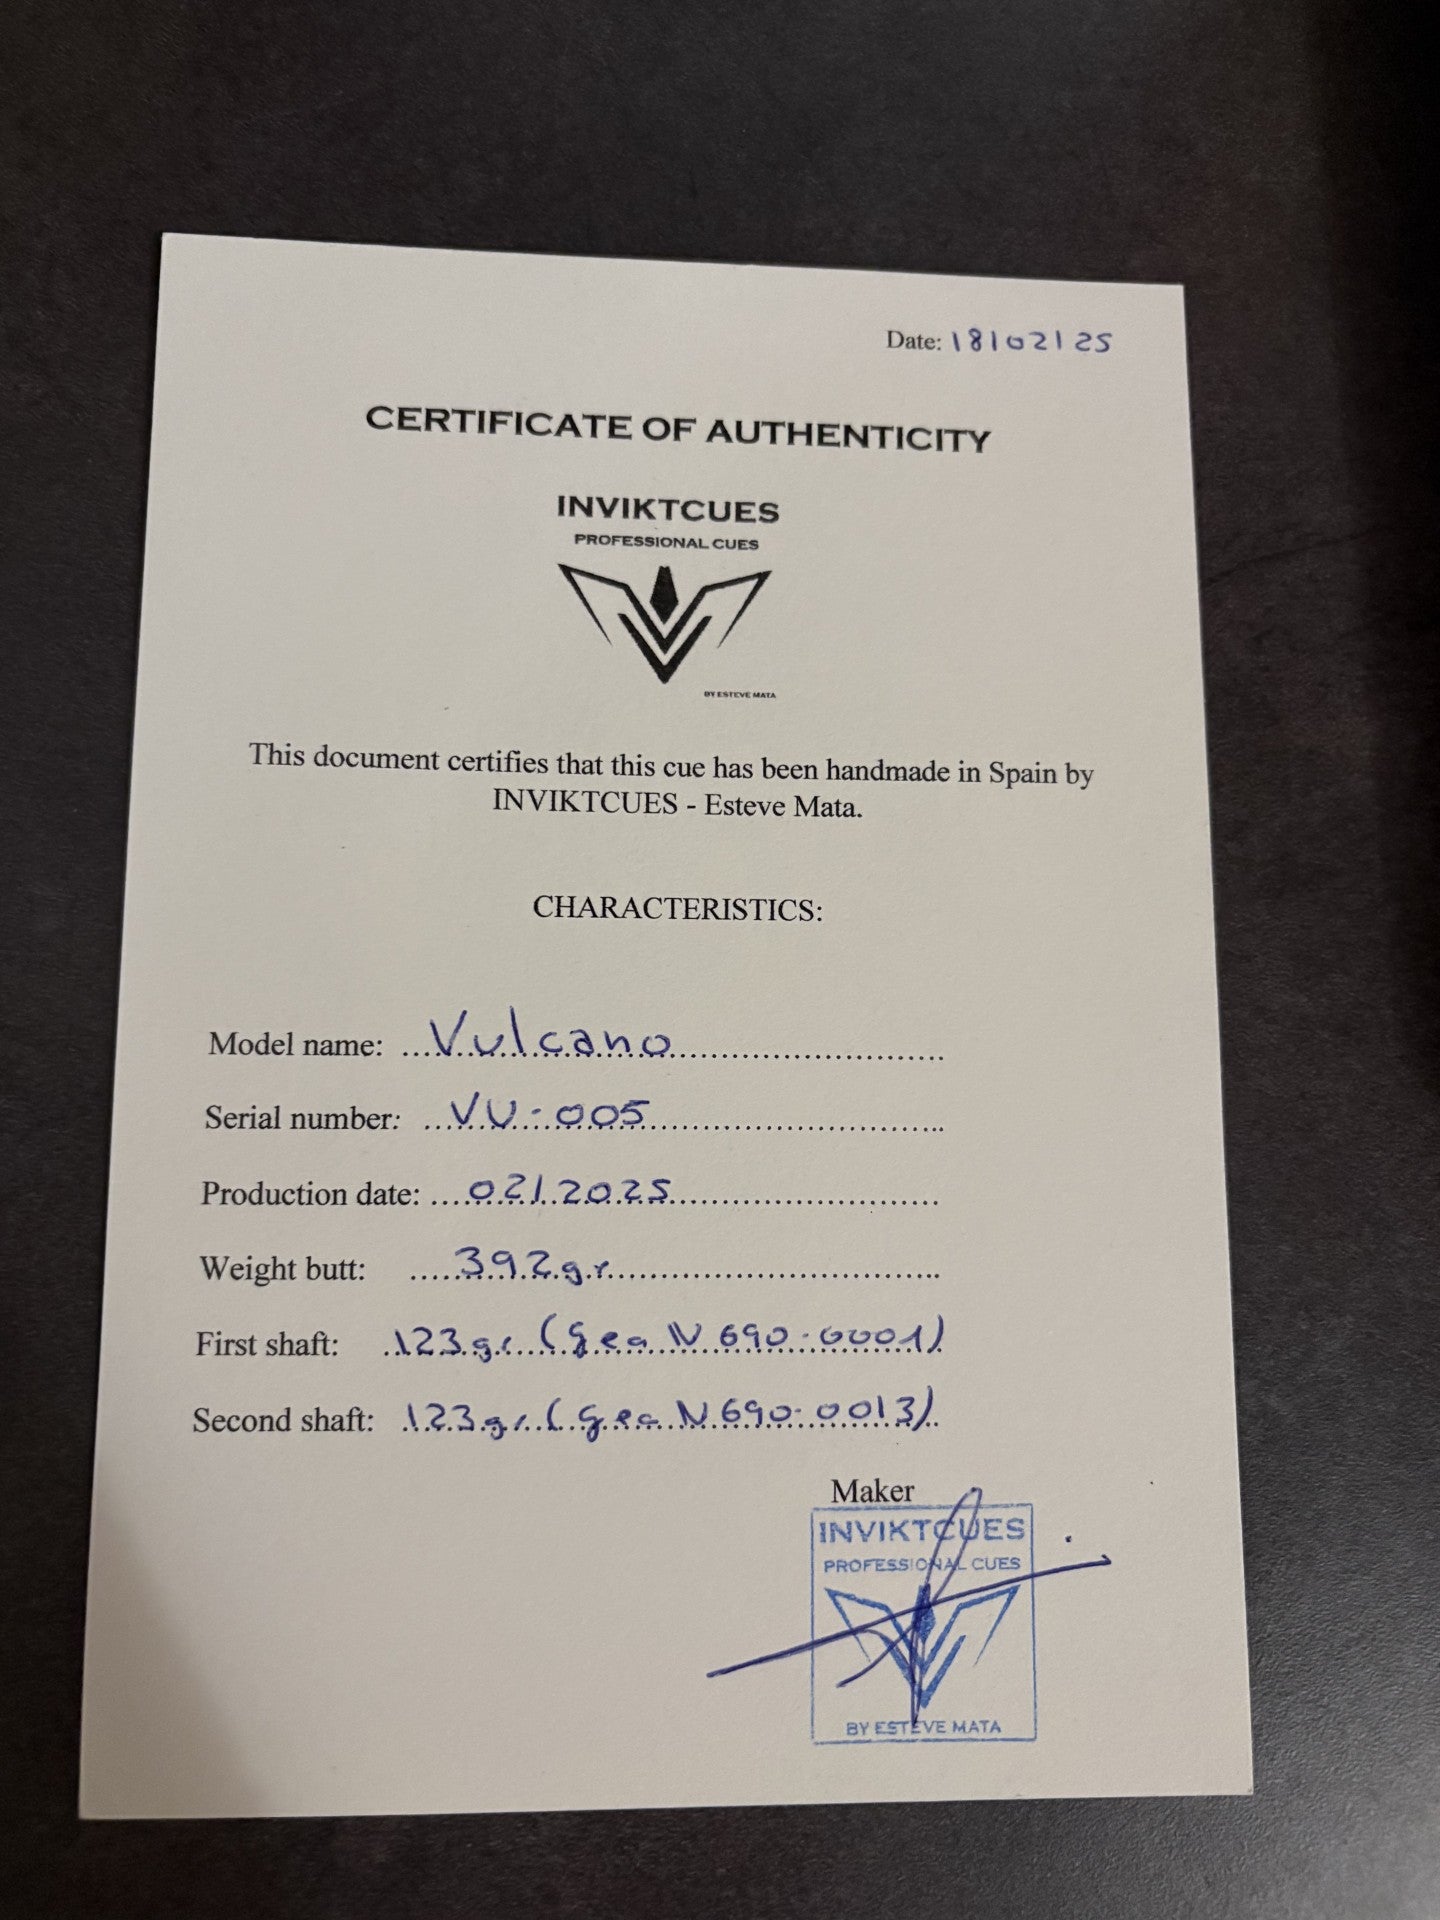 Date: 18/02/25
CERTIFICATE OF AUTHENTICITY
INVIKTCUES
PROFESSIONAL CUES
BY ESTEVE MATA
This document certifies that this cue has been handmade in Spain by
INVIKTCUES - Esteve Mata.
CHARACTERISTICS:
Model name: ...Vulcano...
Serial number: ...VU-005...
Production date: ...02/2025...
Weight butt: ...392gr...
First shaft: ...123gr (Gea N 690-0001)
Second shaft: ...123gr (Gea N 690-0013)
Maker
INVIKTCUES
PROFESSIONAL CUES
BY ESTEVE MATA